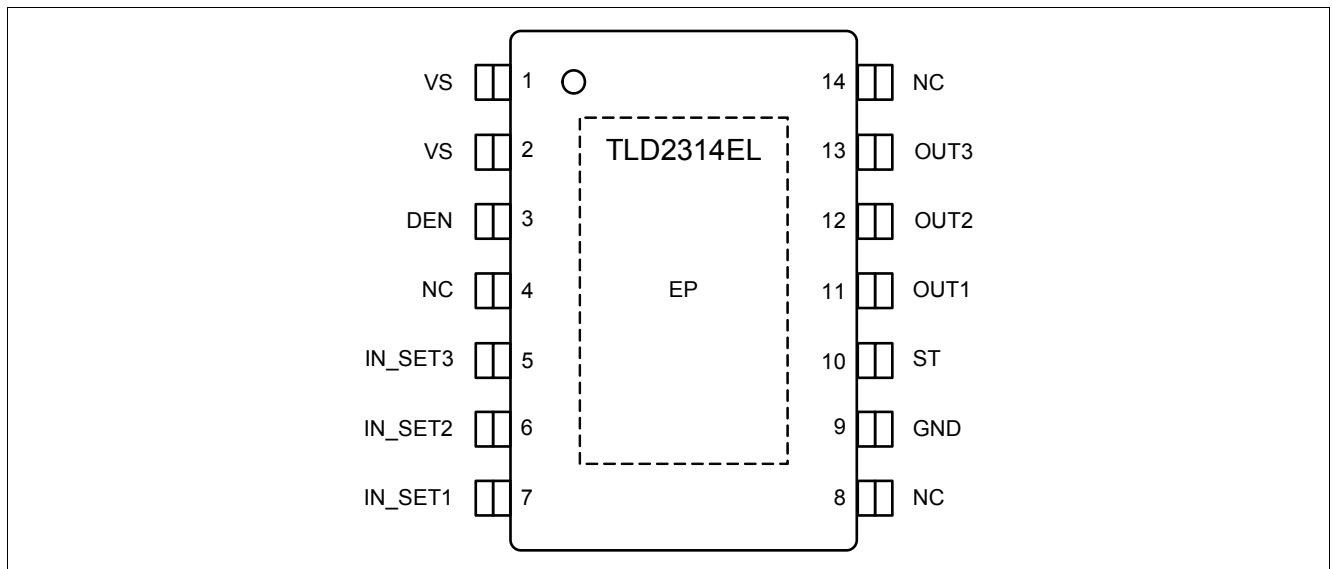 VS 1 14 NC
VS 2 TLD2314EL 13 OUT3
DEN 3 12 OUT2
NC 4 EP 11 OUT1
IN_SET3 5 10 ST
IN_SET2 6 9 GND
IN_SET1 7 8 NC